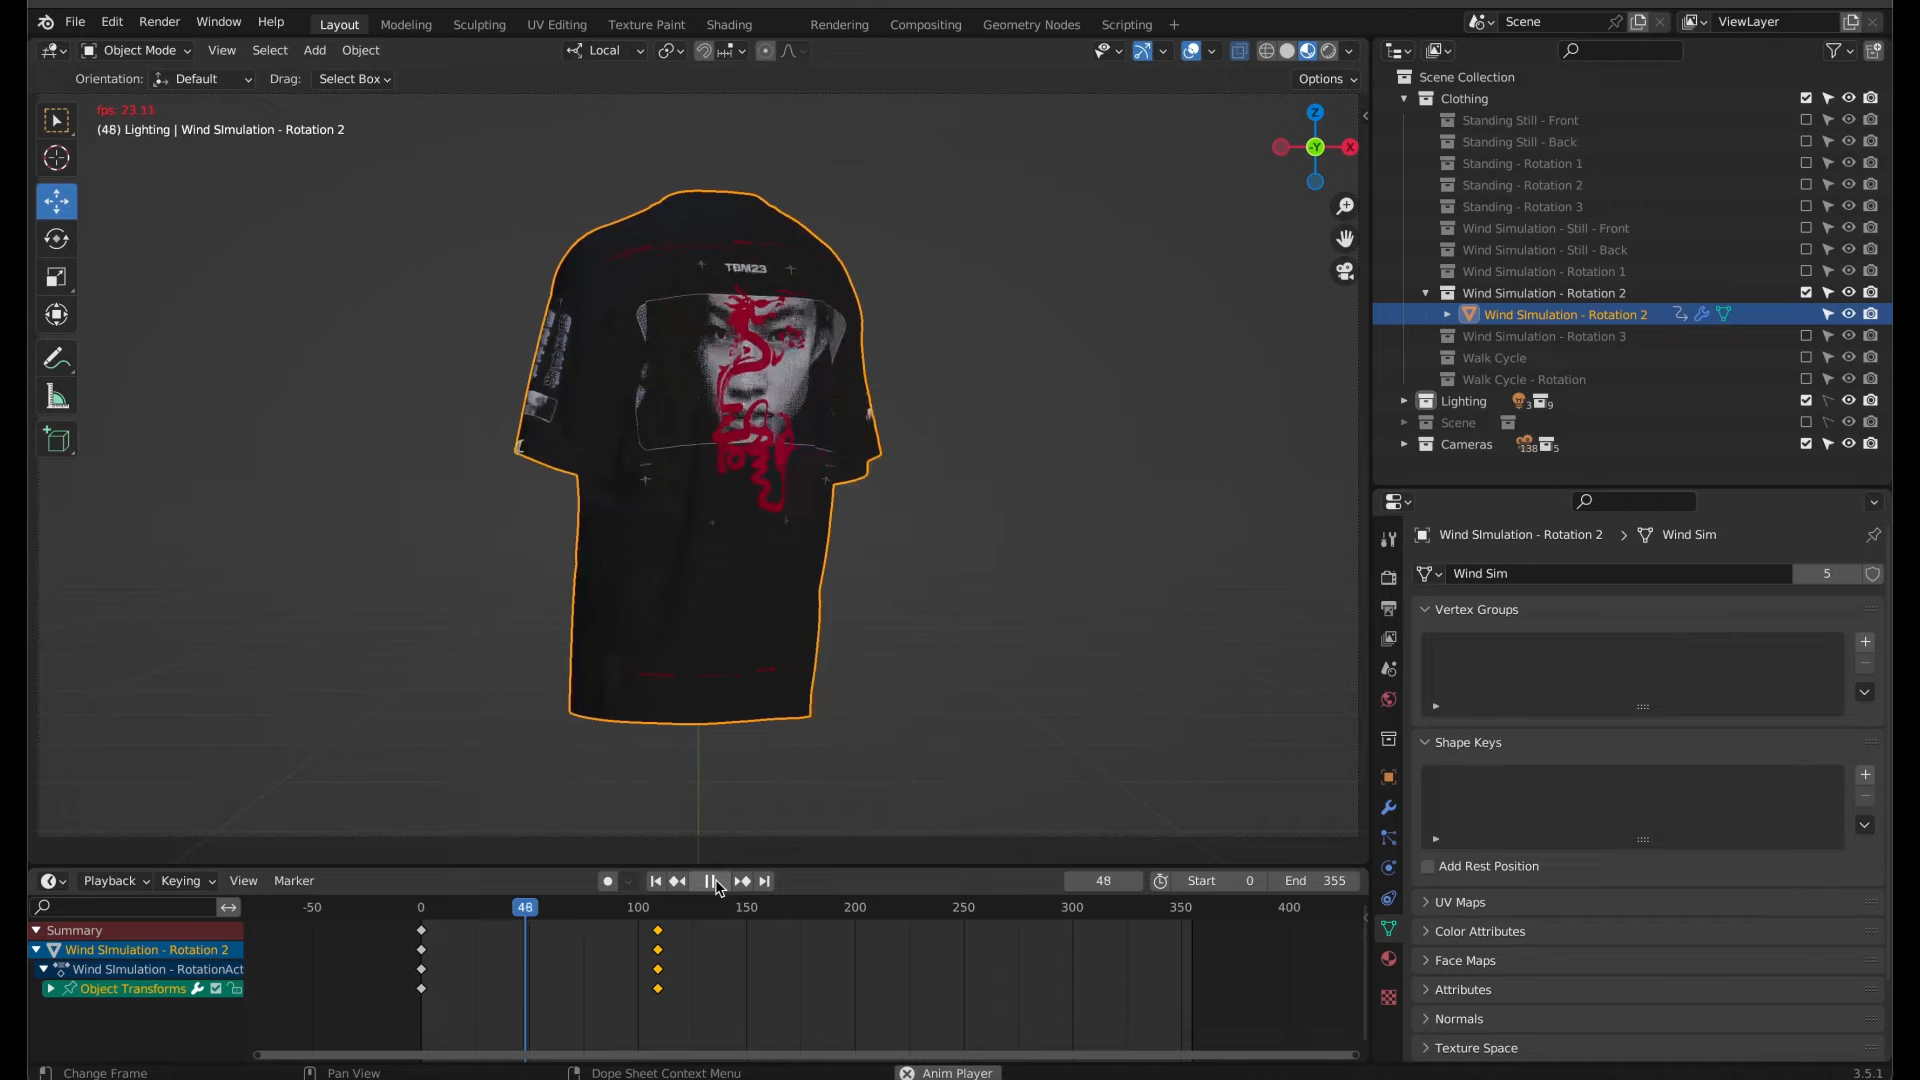 File Edit Render Window Help
Layout Modeling Sculpting UV Editing Texture Paint Shading Rendering Compositing Geometry Nodes Scripting +
Scene
ViewLayer
Object Mode View Select Add Object
Local
Orientation: Default Drag: Select Box
Options
fps: 23.11
(48) Lighting | Wind SImulation - Rotation 2
Z
-Y
X
TBM23
Scene Collection
Clothing
Standing Still - Front
Standing Still - Back
Standing - Rotation 1
Standing - Rotation 2
Standing - Rotation 3
Wind Simulation - Still - Front
Wind Simulation - Still - Back
Wind Simulation - Rotation 1
Wind Simulation - Rotation 2
Wind SImulation - Rotation 2
Wind Simulation - Rotation 3
Walk Cycle
Walk Cycle - Rotation
Lighting 3 9
Scene
Cameras 138 5
Wind SImulation - Rotation 2 > Wind Sim
Wind Sim 5
Vertex Groups
Shape Keys
Add Rest Position
UV Maps
Color Attributes
Face Maps
Attributes
Normals
Texture Space
Playback Keying View Marker
48 Start 0 End 355
-50 0 48 100 150 200 250 300 350 400
Summary
Wind SImulation - Rotation 2
Wind SImulation - RotationAct
Object Transforms
Change Frame Pan View Dope Sheet Context Menu Anim Player 3.5.1